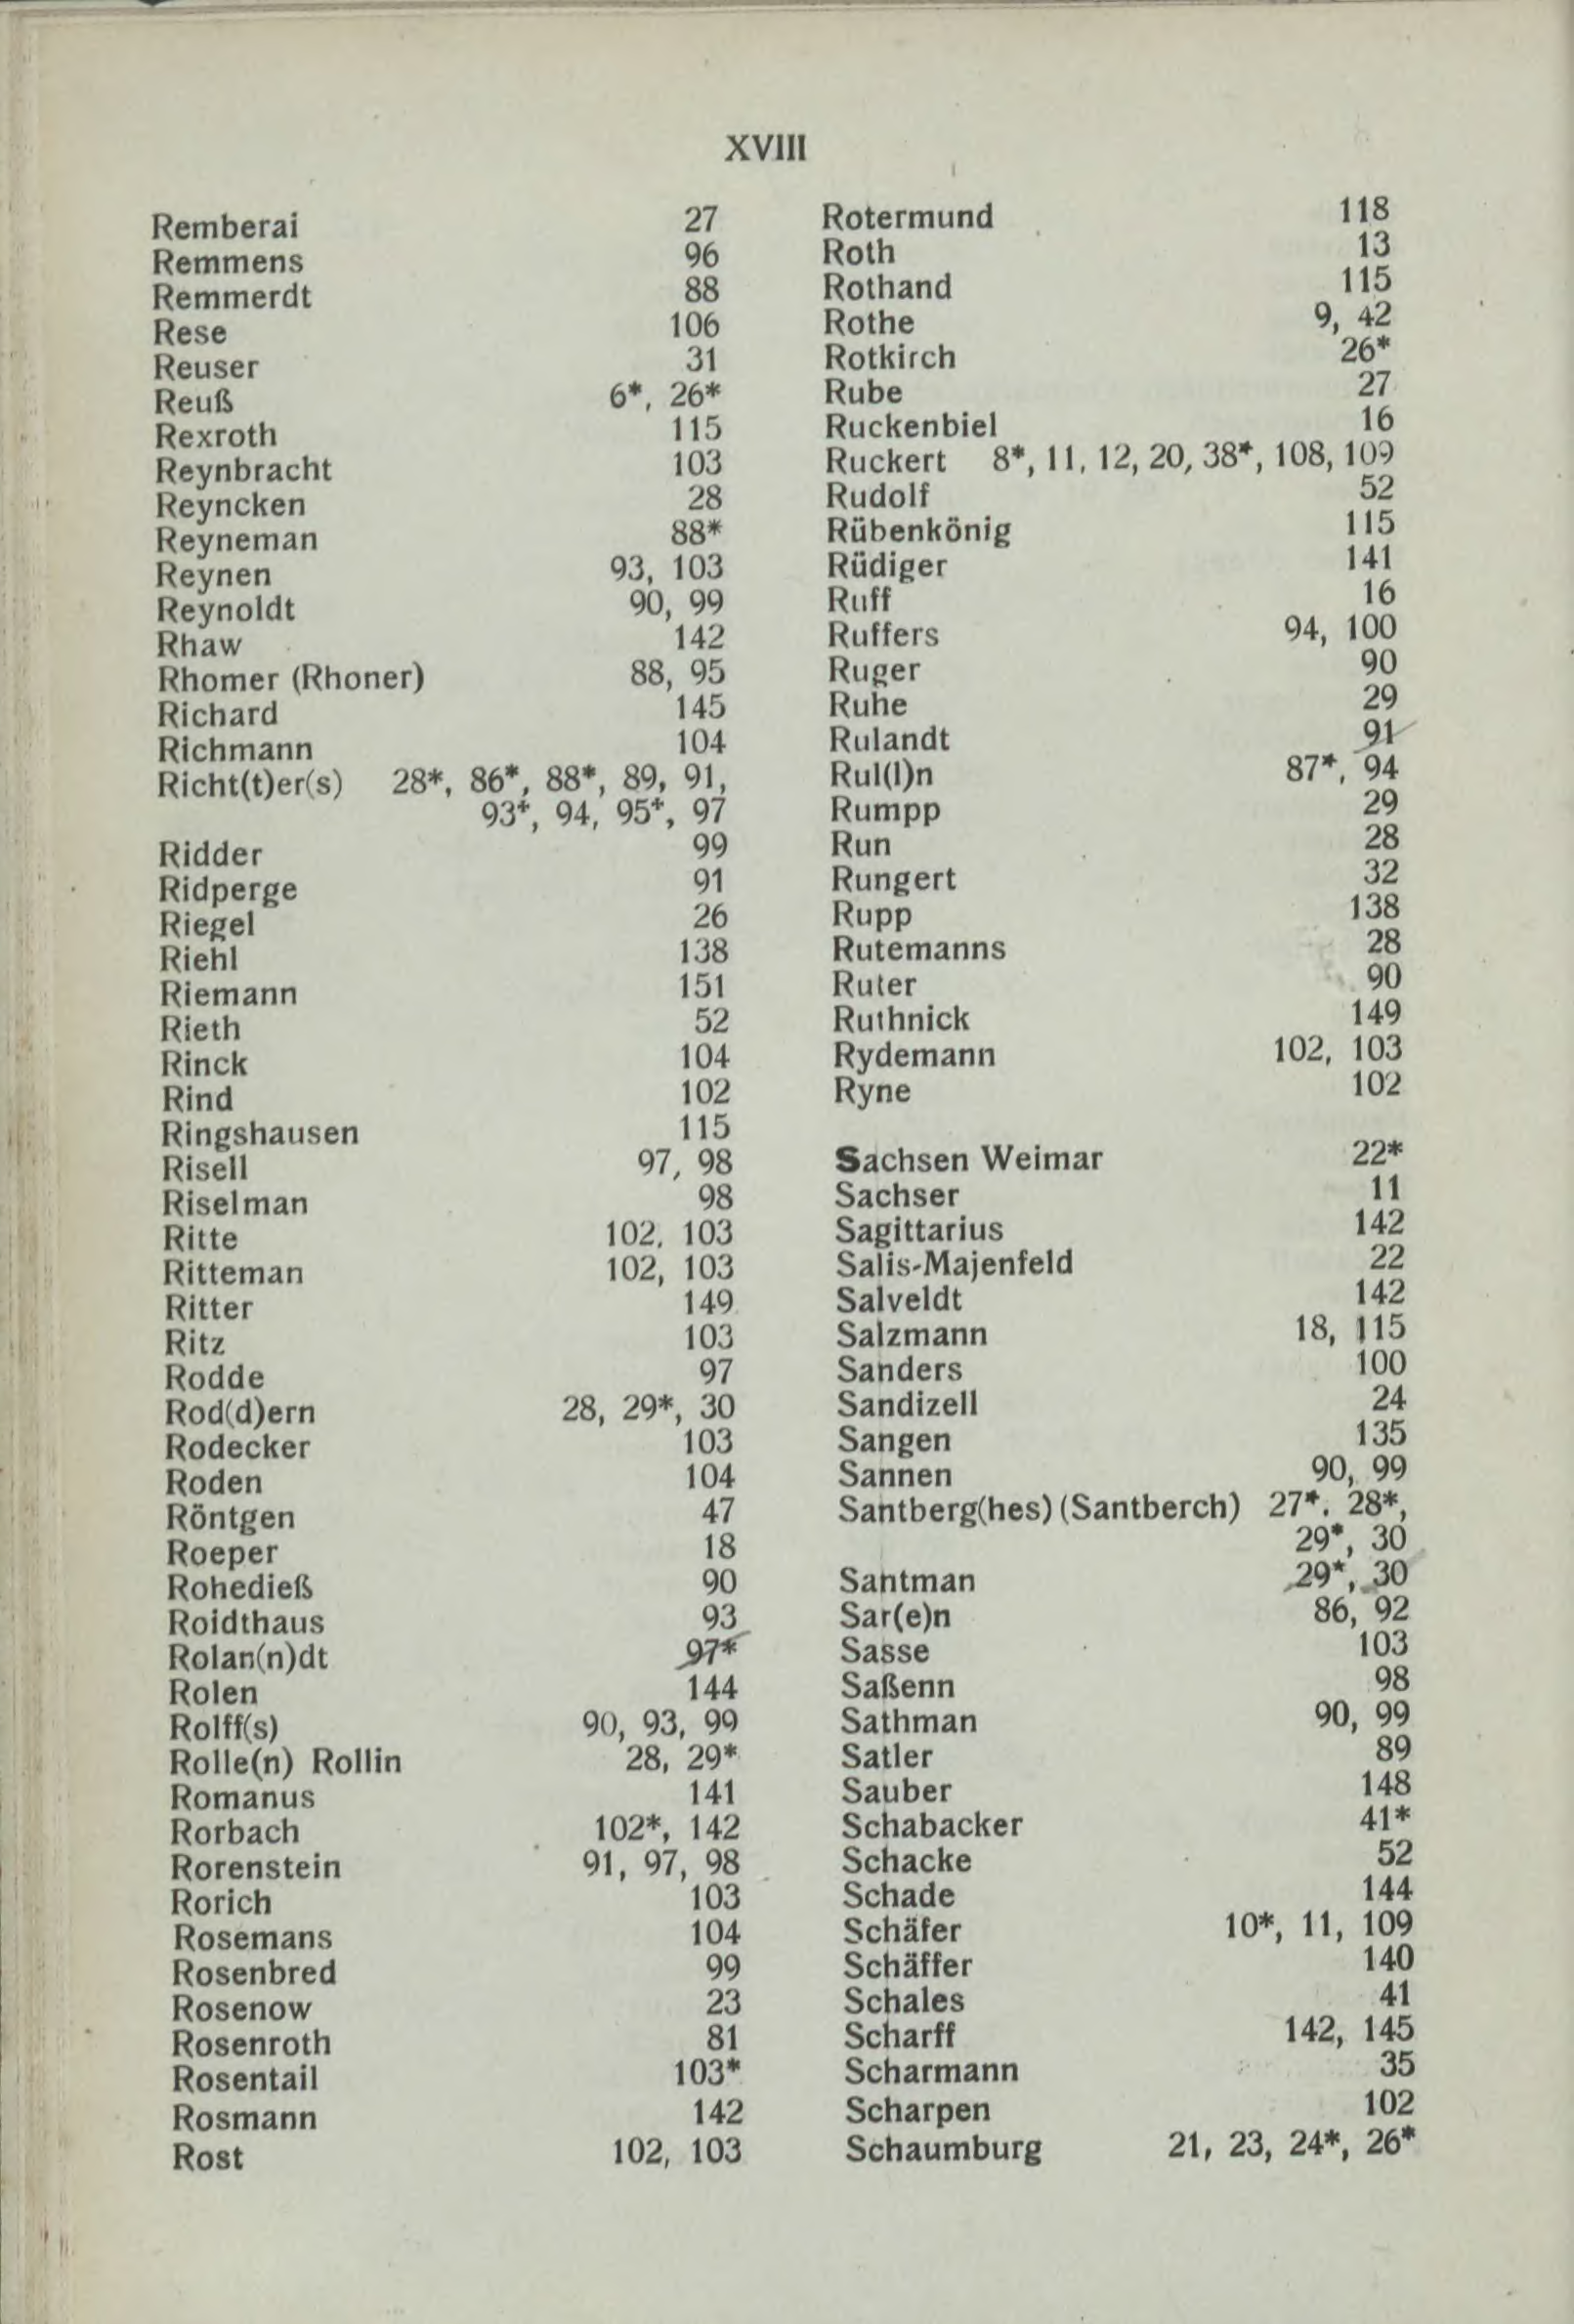 XVIII
Remberai 27
Remmens 96
Remmerdt 88
Rese 106
Reuser 31
Reuß 6*, 26*
Rexroth 115
Reynbracht 103
Reyncken 28
Reyneman 88*
Reynen 93, 103
Reynoldt 90, 99
Rhaw 142
Rhomer (Rhoner) 88, 95
Richard 145
Richmann 104
Richt(t)er(s) 28*, 86*, 88*, 89, 91,
93*, 94, 95*, 97
Ridder 99
Ridperge 91
Riegel 26
Riehl 138
Riemann 151
Rieth 52
Rinck 104
Rind 102
Ringshausen 115
Risell 97, 98
Riselman 98
Ritte 102, 103
Ritteman 102, 103
Ritter 149
Ritz 103
Rodde 97
Rod(d)ern 28, 29*, 30
Rodecker 103
Roden 104
Röntgen 47
Roeper 18
Rohedieß 90
Roidthaus 93
Rolan(n)dt 97*
Rolen 144
Rolff(s) 90, 93, 99
Rolle(n) Rollin 28, 29*
Romanus 141
Rorbach 102*, 142
Rorenstein 91, 97, 98
Rorich 103
Rosemans 104
Rosenbred 99
Rosenow 23
Rosenroth 81
Rosentail 103*
Rosmann 142
Rost 102, 103
Rotermund 118
Roth 13
Rothand 115
Rothe 9, 42
Rotkirch 26*
Rube 27
Ruckenbiel 16
Ruckert 8*, 11, 12, 20, 38*, 108, 109
Rudolf 52
Rübenkönig 115
Rüdiger 141
Ruff 16
Ruffers 94, 100
Ruger 90
Ruhe 29
Rulandt 91
Rul(l)n 87*, 94
Rumpp 29
Run 28
Rungert 32
Rupp 138
Rutemanns 28
Ruter 90
Ruthnick 149
Rydemann 102, 103
Ryne 102
Sachsen Weimar 22*
Sachser 11
Sagittarius 142
Salis-Majenfeld 22
Salveldt 142
Salzmann 18, 115
Sanders 100
Sandizell 24
Sangen 135
Sannen 90, 99
Santberg(hes) (Santberch) 27*, 28*,
29*, 30
Santman 29*, 30
Sar(e)n 86, 92
Sasse 103
Saßenn 98
Sathman 90, 99
Satler 89
Sauber 148
Schabacker 41*
Schacke 52
Schade 144
Schäfer 10*, 11, 109
Schäffer 140
Schales 41
Scharff 142, 145
Scharmann 35
Scharpen 102
Schaumburg 21, 23, 24*, 26*